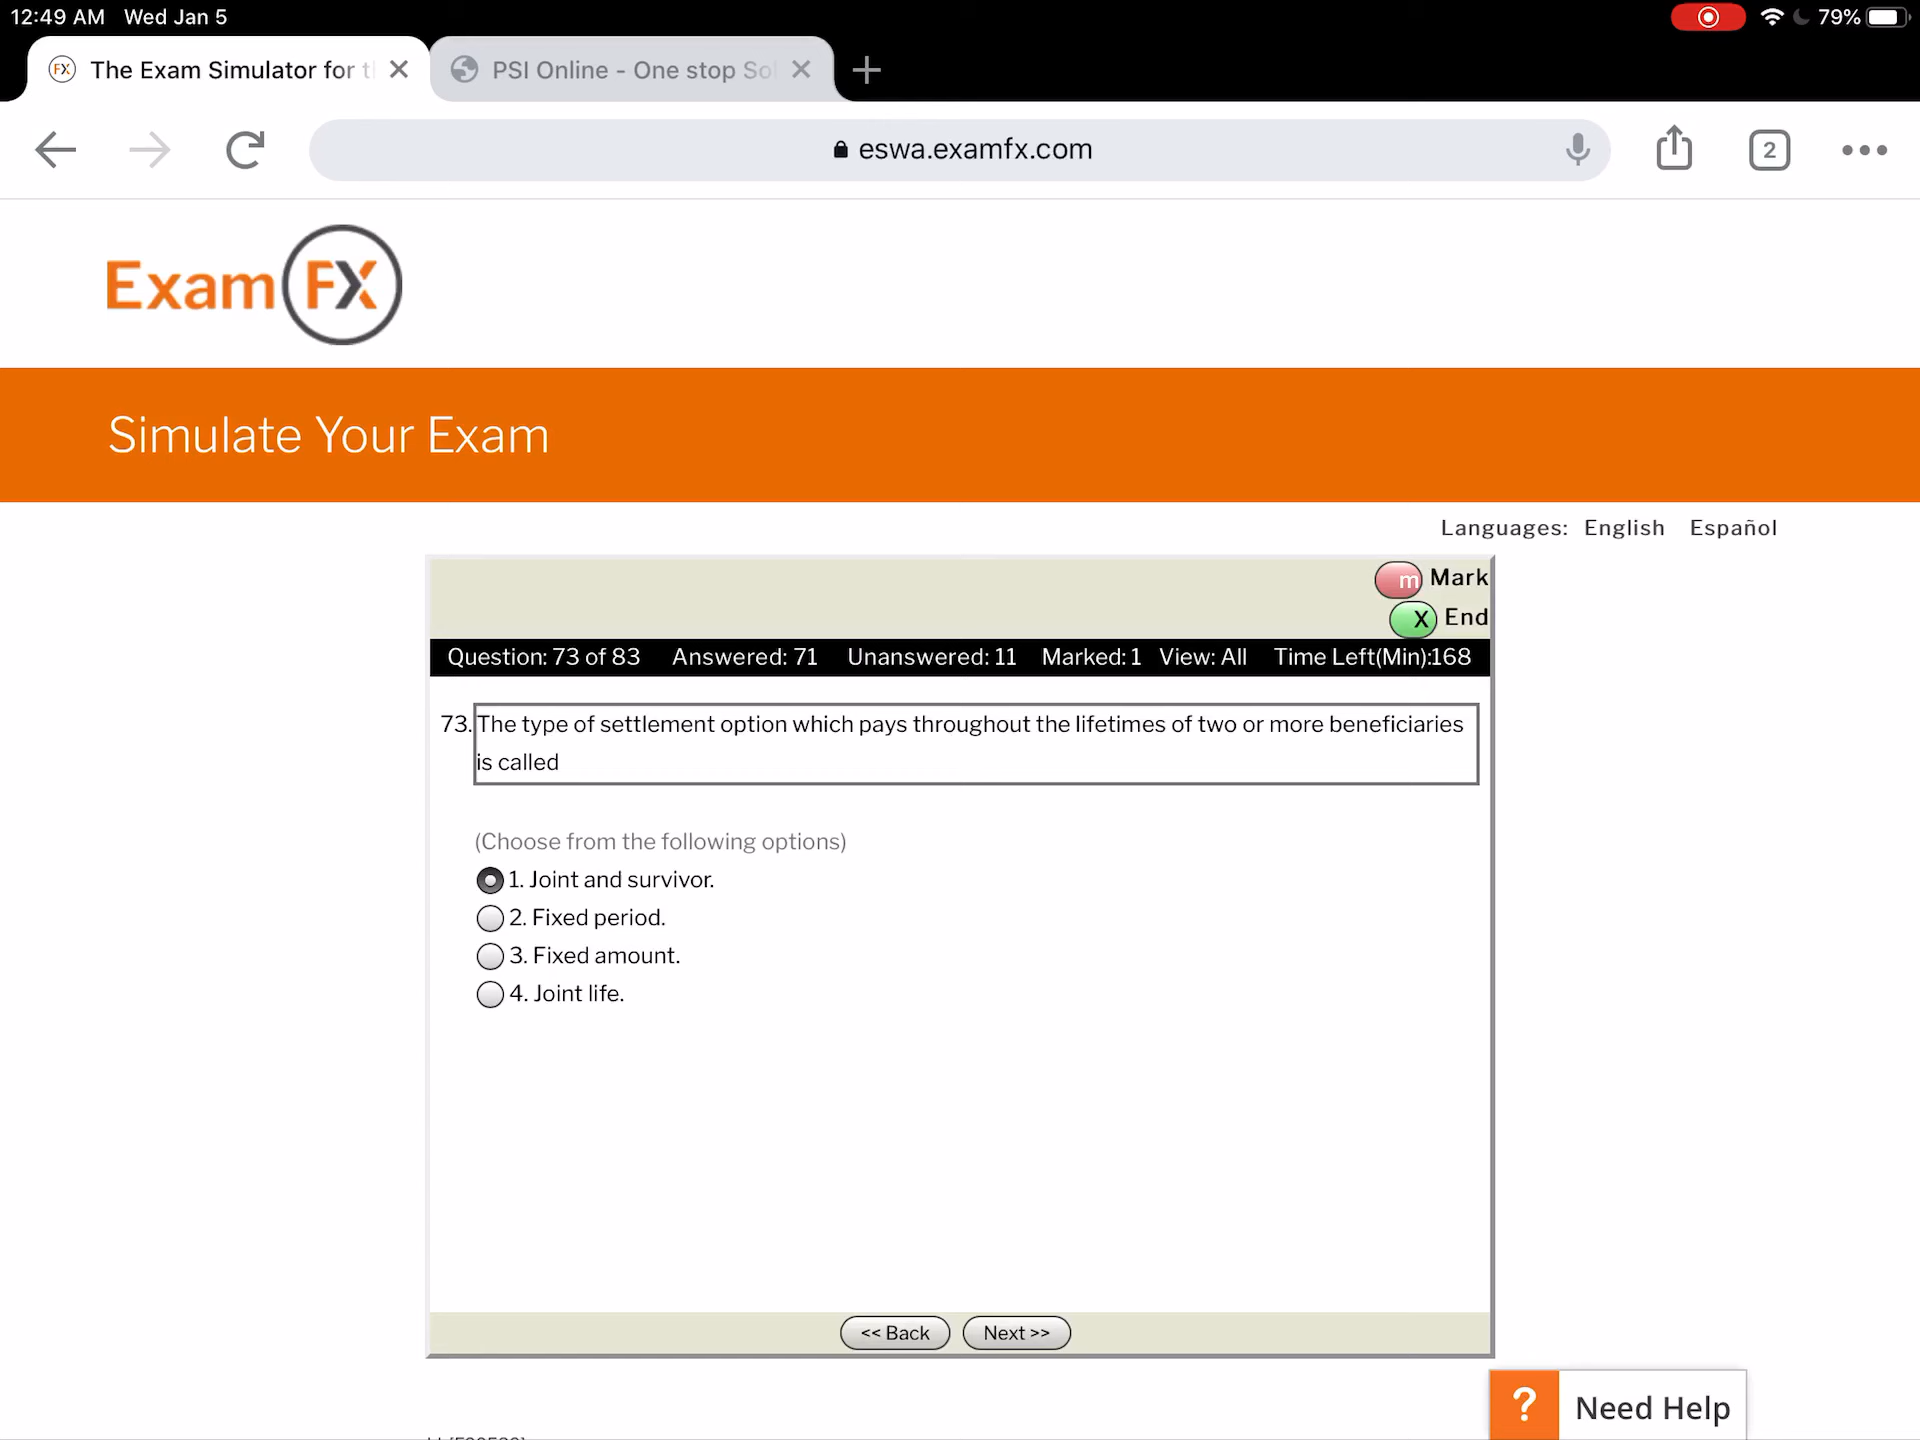 12:49 AM Wed Jan 5
79%
FX The Exam Simulator for t
PSI Online - One stop Sol
eswa.examfx.com
2
Exam FX
Simulate Your Exam
Languages: English Español
m Mark
X End
Question: 73 of 83 Answered: 71 Unanswered: 11 Marked: 1 View: All Time Left(Min):168
73. The type of settlement option which pays throughout the lifetimes of two or more beneficiaries
is called
(Choose from the following options)
1. Joint and survivor.
2. Fixed period.
3. Fixed amount.
4. Joint life.
<< Back Next >>
? Need Help